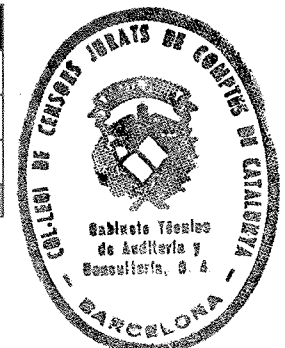 COL·LEGI DE CENSORS JURATS DE COMPTES DE CATALUNYA
Gabinete Técnico
de Auditoría y
Consultoría, S. A.
- BARCELONA -